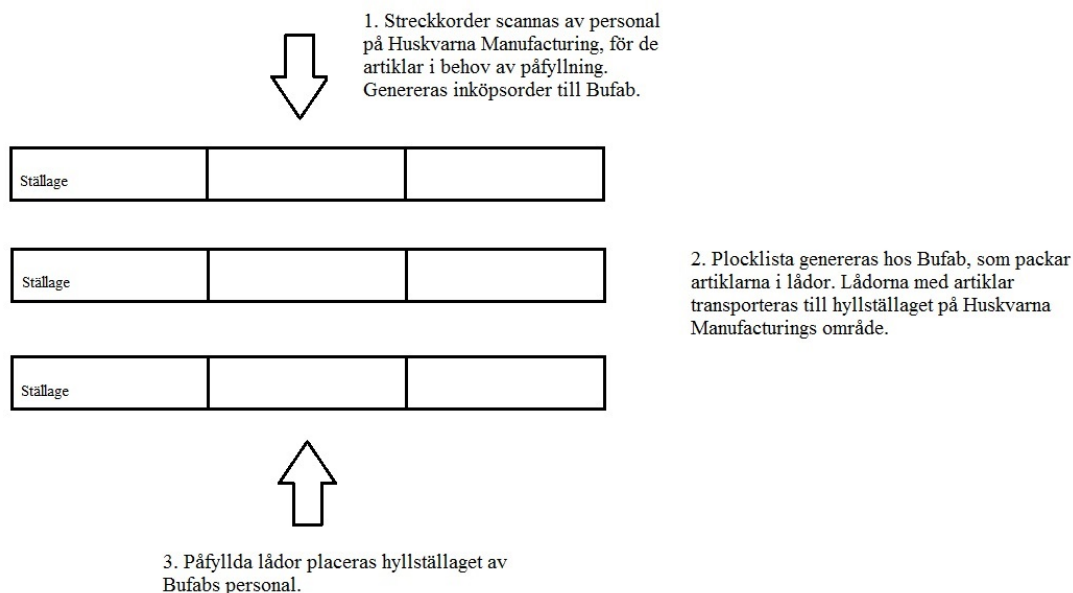 1. Streckkorder scannas av personal
på Huskvarna Manufacturing, för de
artiklar i behov av påfyllning.
Genereras inköpsorder till Bufab.
Ställage
Ställage
2. Plocklista genereras hos Bufab, som packar
artiklarna i lådor. Lådorna med artiklar
transporteras till hyllställaget på Huskvarna
Manufacturings område.
Ställage
3. Påfyllda lådor placeras hyllställaget av
Bufabs personal.